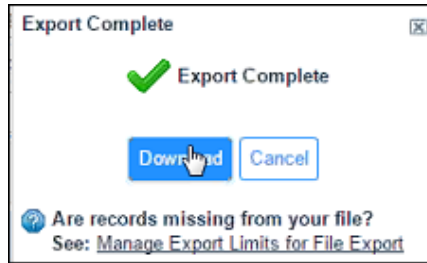 Export Complete
Export Complete
Download Cancel
Are records missing from your file?
See: Manage Export Limits for File Export